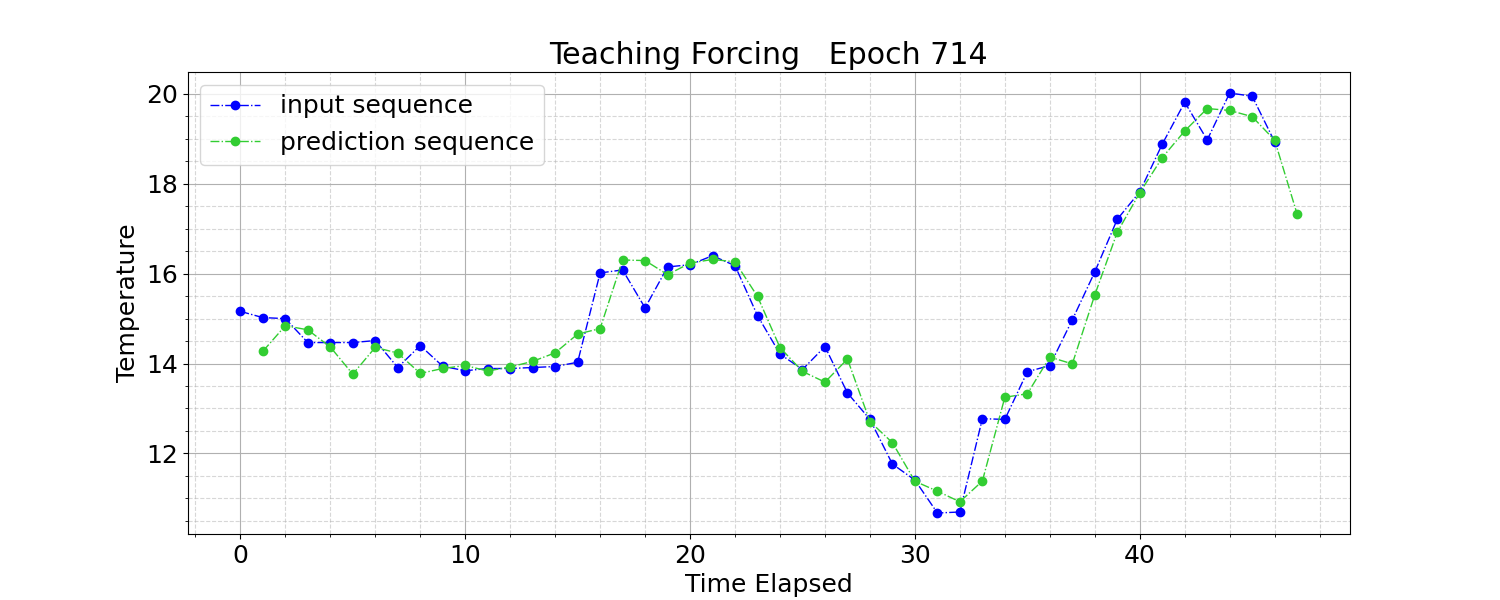 Teaching Forcing   Epoch 714
input sequence
prediction sequence
Temperature
20
18
16
14
12
0 10 20 30 40
Time Elapsed